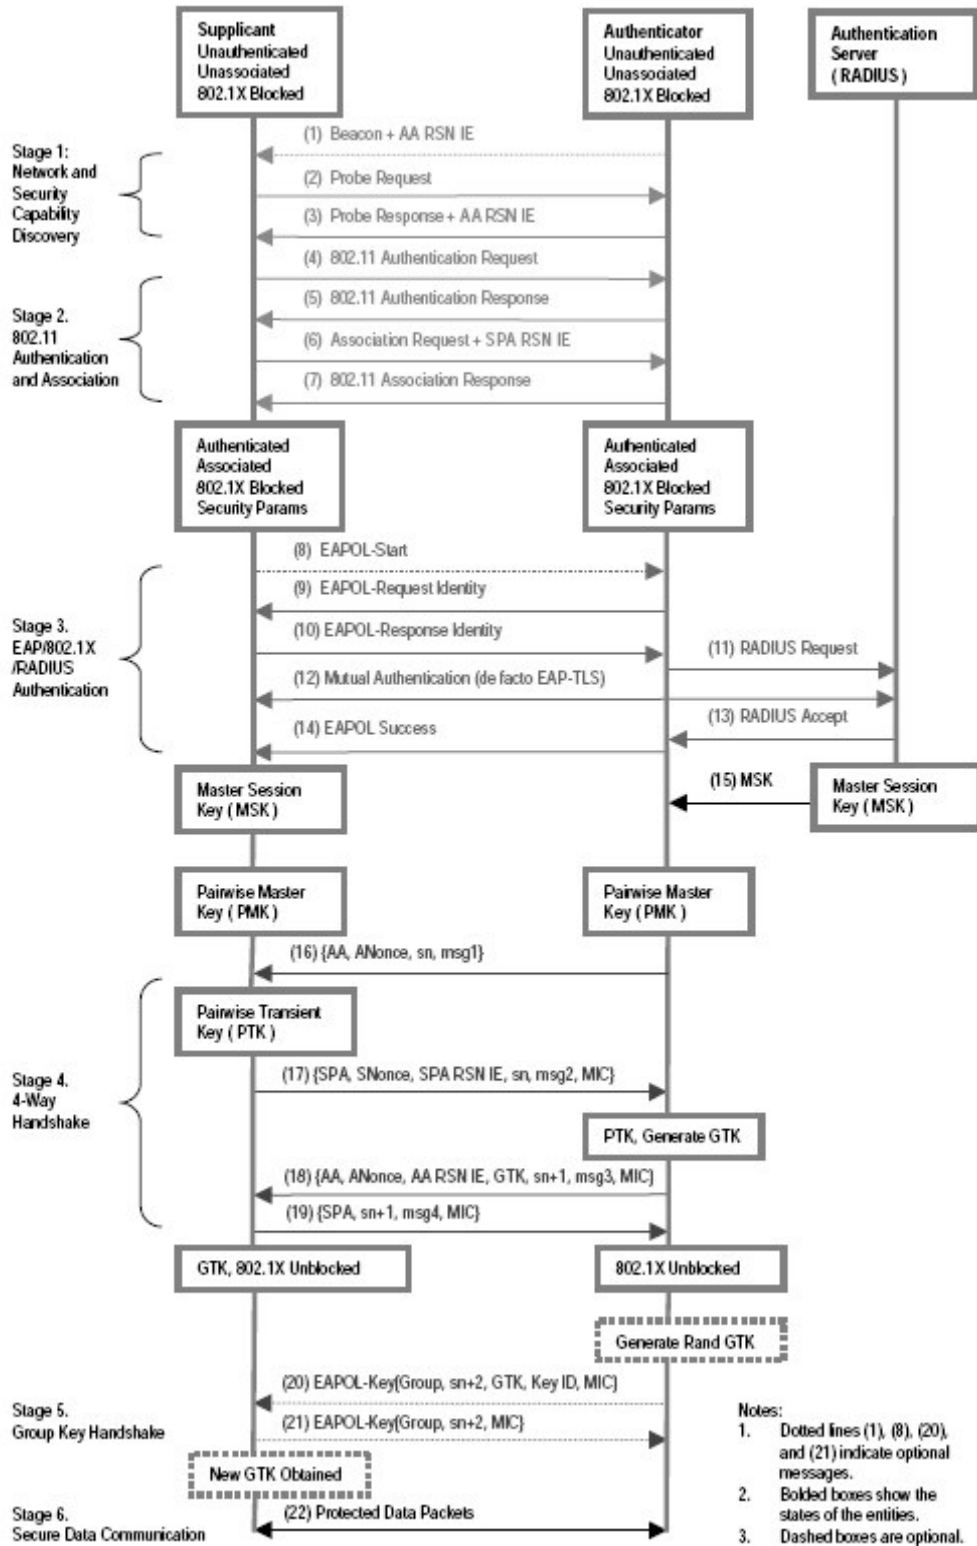 Supplicant
Unauthenticated
Unassociated
802.1X Blocked
Authenticator
Unauthenticated
Unassociated
802.1X Blocked
Authentication
Server
( RADIUS )
Stage 1:
Network and
Security
Capability
Discovery
(1) Beacon + AA RSN IE
(2) Probe Request
(3) Probe Response + AA RSN IE
(4) 802.11 Authentication Request
Stage 2.
802.11
Authentication
and Association
(5) 802.11 Authentication Response
(6) Association Request + SPA RSN IE
(7) 802.11 Association Response
Authenticated
Associated
802.1X Blocked
Security Params
Authenticated
Associated
802.1X Blocked
Security Params
Stage 3.
EAP/802.1X
/RADIUS
Authentication
(8) EAPOL-Start
(9) EAPOL-Request Identity
(10) EAPOL-Response Identity
(11) RADIUS Request
(12) Mutual Authentication (de facto EAP-TLS)
(13) RADIUS Accept
(14) EAPOL Success
Master Session
Key ( MSK )
(15) MSK
Master Session
Key ( MSK )
Pairwise Master
Key ( PMK )
Pairwise Master
Key ( PMK )
(16) {AA, ANonce, sn, msg1}
Pairwise Transient
Key ( PTK )
Stage 4.
4-Way
Handshake
(17) {SPA, SNonce, SPA RSN IE, sn, msg2, MIC}
PTK, Generate GTK
(18) {AA, ANonce, AA RSN IE, GTK, sn+1, msg3, MIC}
(19) {SPA, sn+1, msg4, MIC}
GTK, 802.1X Unblocked
802.1X Unblocked
Generate Rand GTK
(20) EAPOL-Key{Group, sn+2, GTK, Key ID, MIC}
Stage 5.
Group Key Handshake
(21) EAPOL-Key{Group, sn+2, MIC}
New GTK Obtained
Stage 6.
Secure Data Communication
(22) Protected Data Packets
Notes:
1. Dotted lines (1), (8), (20),
and (21) indicate optional
messages.
2. Bolded boxes show the
states of the entities.
3. Dashed boxes are optional.